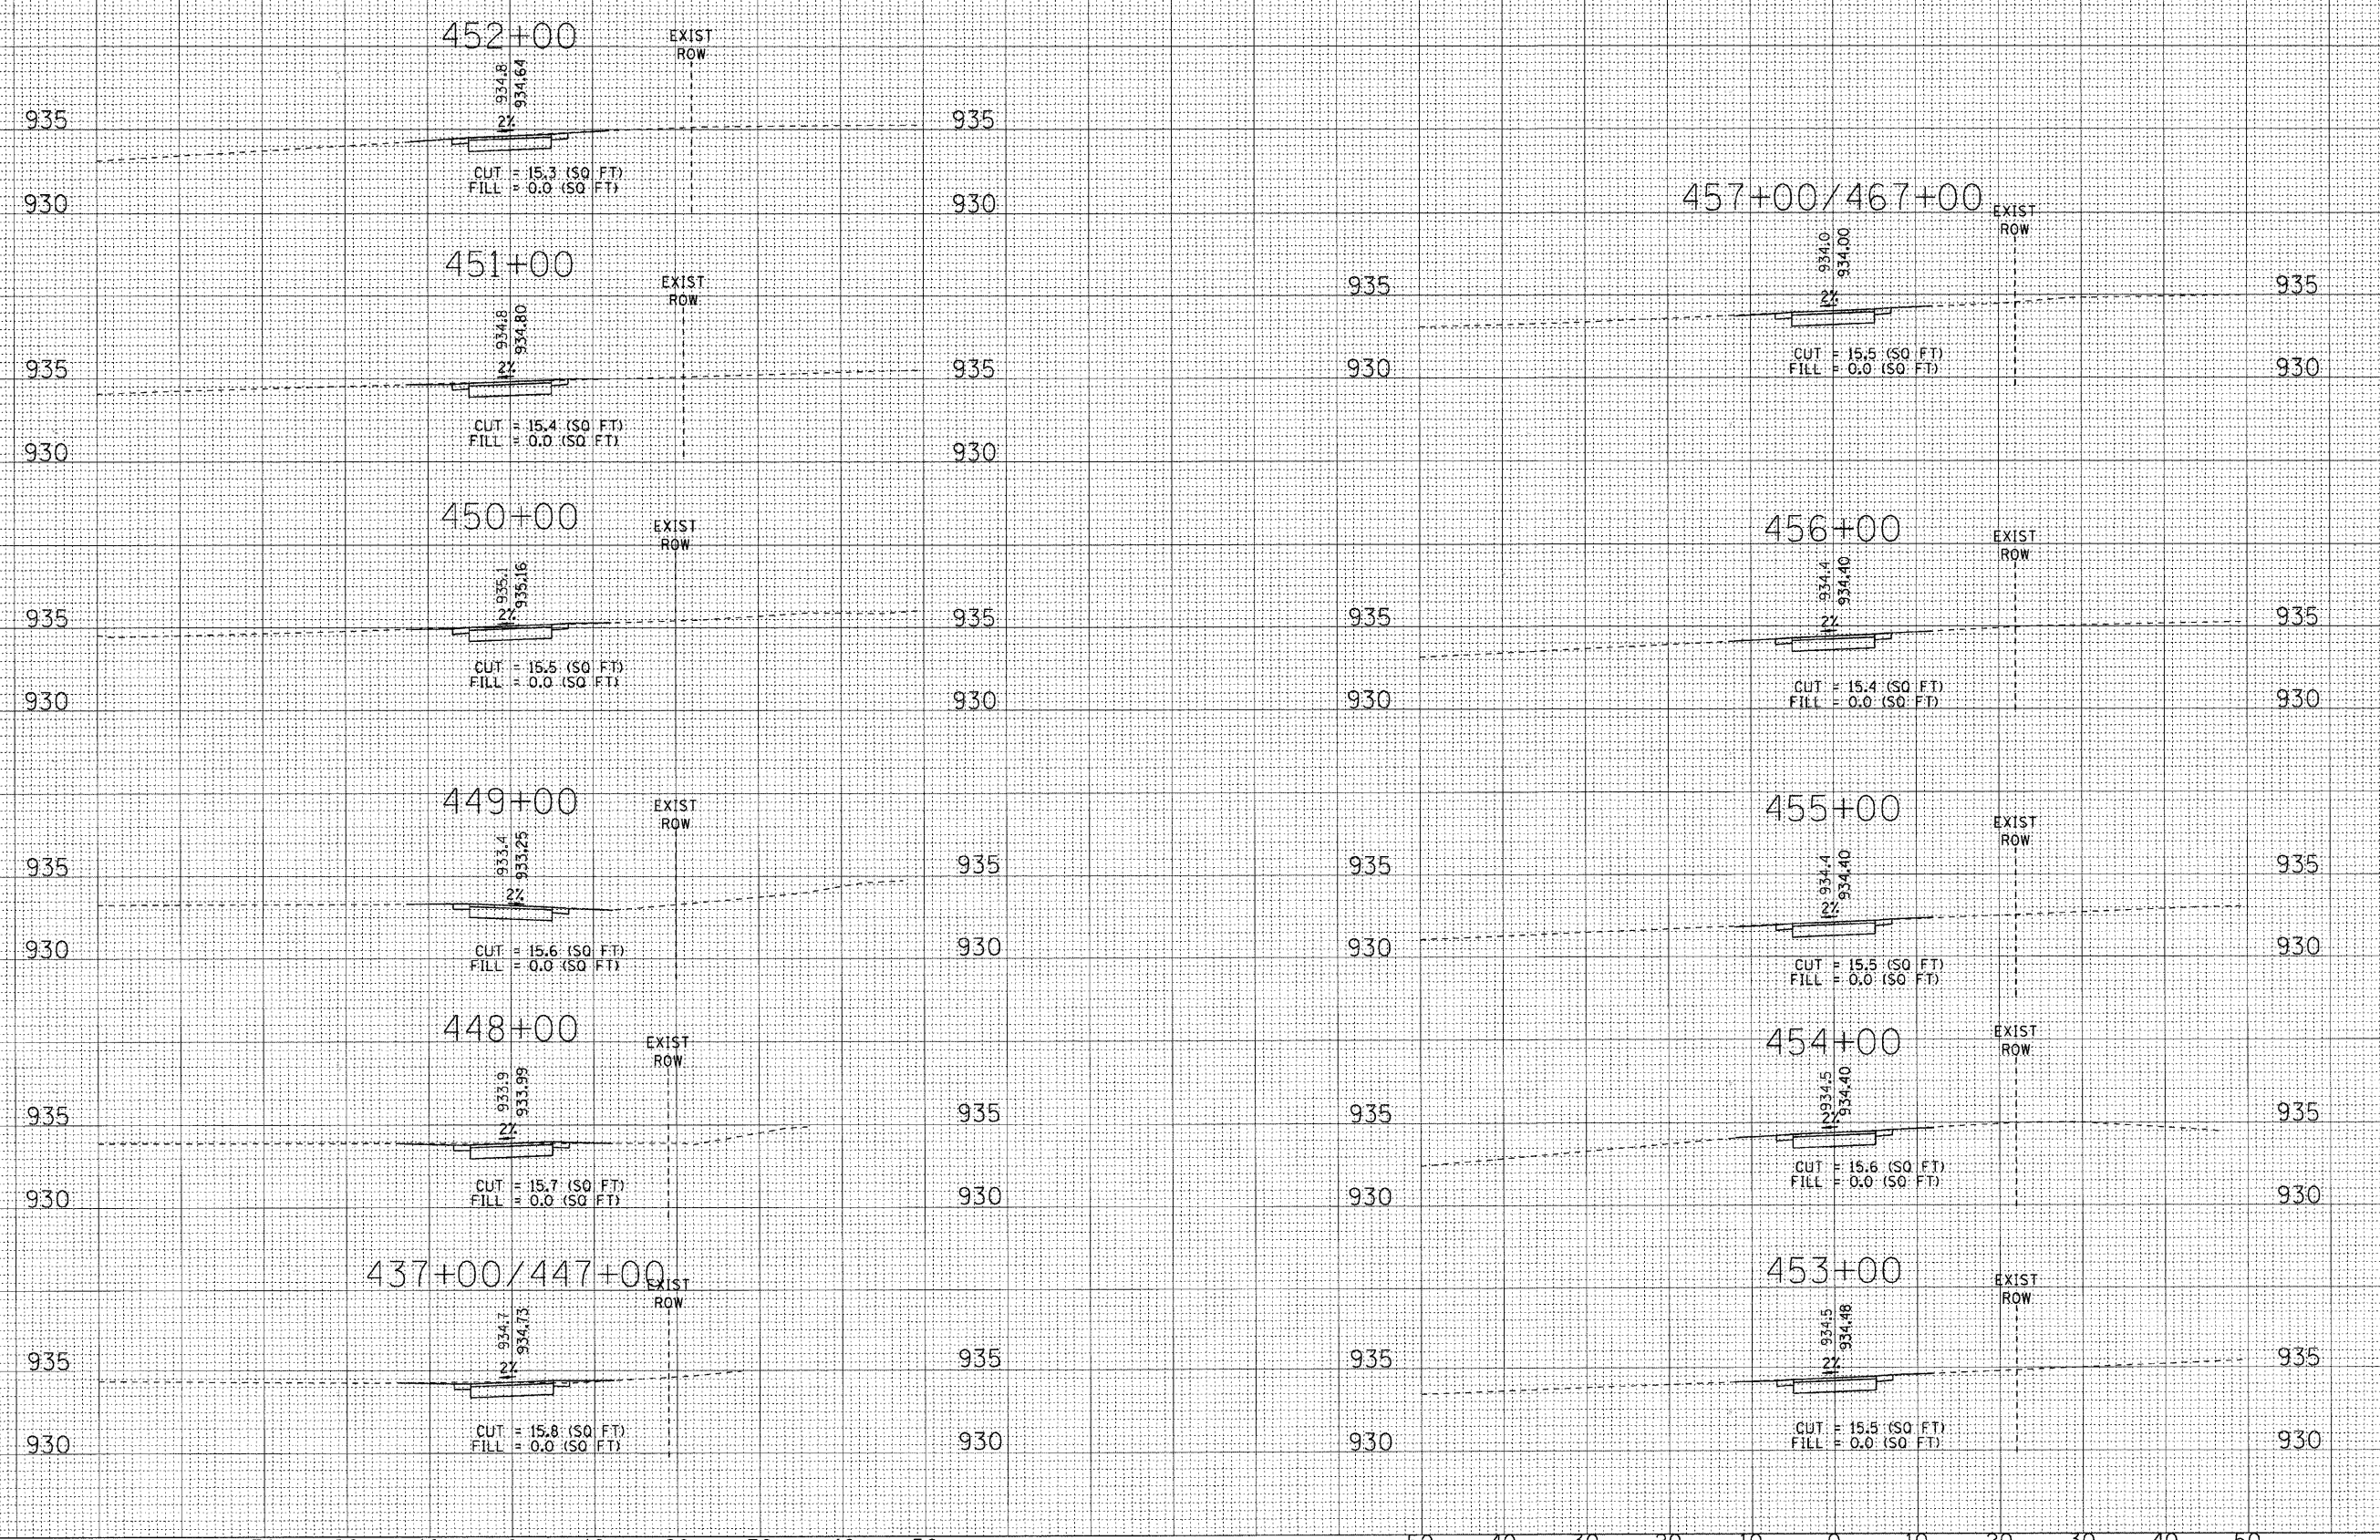 452+00
EXIST
ROW
934.8
934.64
935
2%
935
CUT = 15.3 (SQ FT)
FILL = 0.0 (SQ FT)
930
930
451+00
EXIST
ROW
934.8
934.80
935
2%
935
CUT = 15.4 (SQ FT)
FILL = 0.0 (SQ FT)
930
930
450+00
EXIST
ROW
935.1
935.16
935
2%
935
CUT = 15.5 (SQ FT)
FILL = 0.0 (SQ FT)
930
930
449+00
EXIST
ROW
933.4
933.25
935
2%
935
CUT = 15.6 (SQ FT)
FILL = 0.0 (SQ FT)
930
930
448+00
EXIST
ROW
933.9
933.99
935
2%
935
CUT = 15.7 (SQ FT)
FILL = 0.0 (SQ FT)
930
930
437+00/447+00
EXIST
ROW
934.7
934.73
935
2%
935
CUT = 15.8 (SQ FT)
FILL = 0.0 (SQ FT)
930
930
457+00/467+00
EXIST
ROW
934.0
934.00
935
2%
935
CUT = 15.5 (SQ FT)
FILL = 0.0 (SQ FT)
930
930
456+00
EXIST
ROW
934.4
934.40
935
2%
935
CUT = 15.4 (SQ FT)
FILL = 0.0 (SQ FT)
930
930
455+00
EXIST
ROW
934.4
934.40
935
2%
935
CUT = 15.5 (SQ FT)
FILL = 0.0 (SQ FT)
930
930
454+00
EXIST
ROW
934.5
934.40
935
2%
935
CUT = 15.6 (SQ FT)
FILL = 0.0 (SQ FT)
930
930
453+00
EXIST
ROW
934.5
934.48
935
2%
935
CUT = 15.5 (SQ FT)
FILL = 0.0 (SQ FT)
930
930